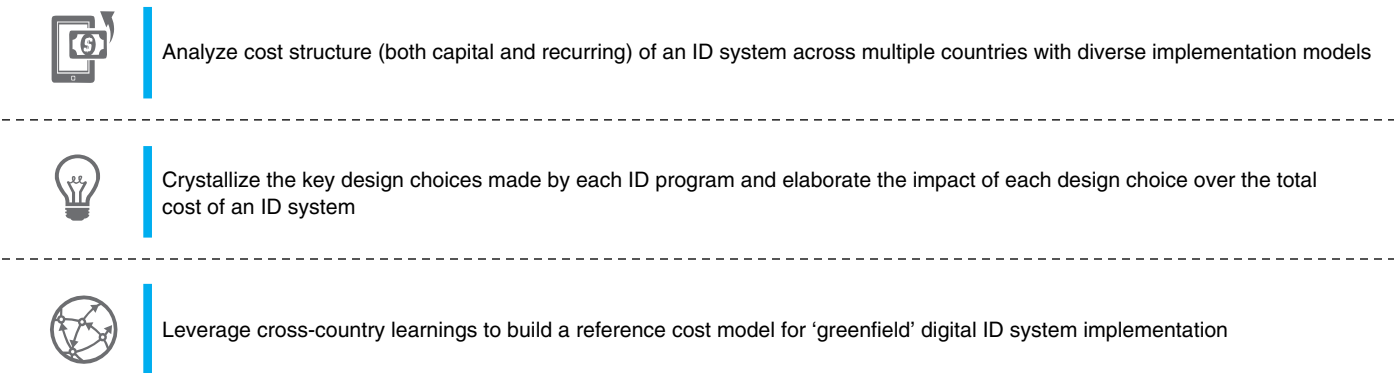 Analyze cost structure (both capital and recurring) of an ID system across multiple countries with diverse implementation models
Crystallize the key design choices made by each ID program and elaborate the impact of each design choice over the total
cost of an ID system
Leverage cross-country learnings to build a reference cost model for ‘greenfield’ digital ID system implementation